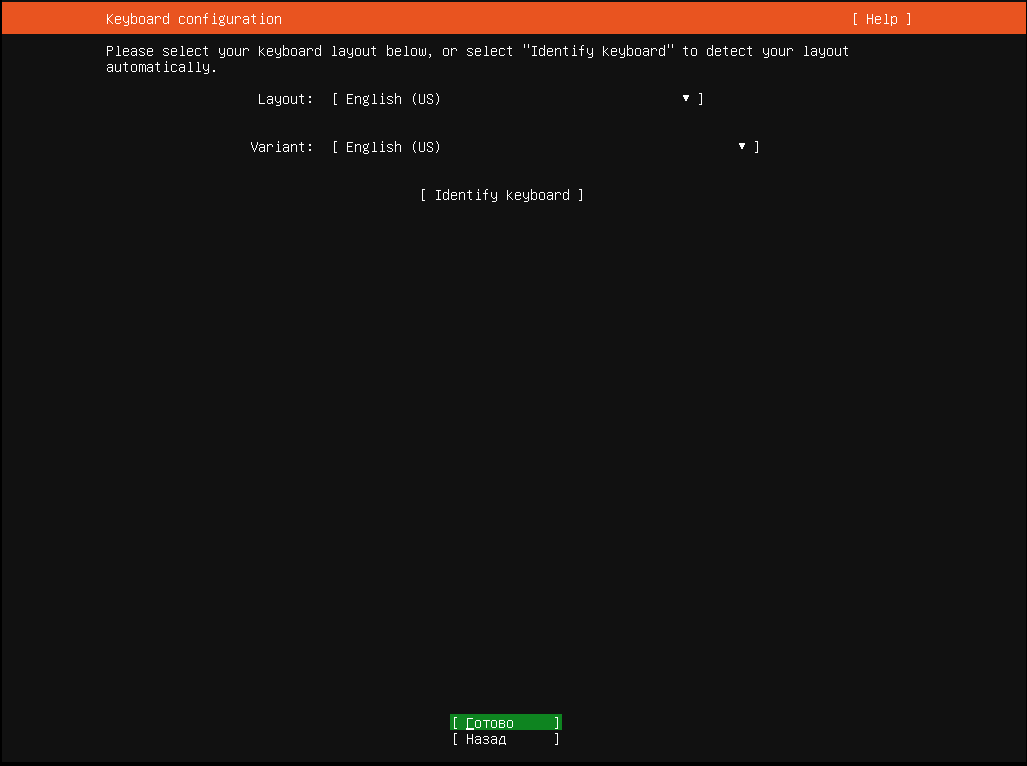 Keyboard configuration [ Help ]
Please select your keyboard layout below, or select "Identify keyboard" to detect your layout
automatically.
Layout: [ English (US) ▼ ]
Variant: [ English (US) ▼ ]
[ Identify keyboard ]
[ Готово ]
[ Назад ]